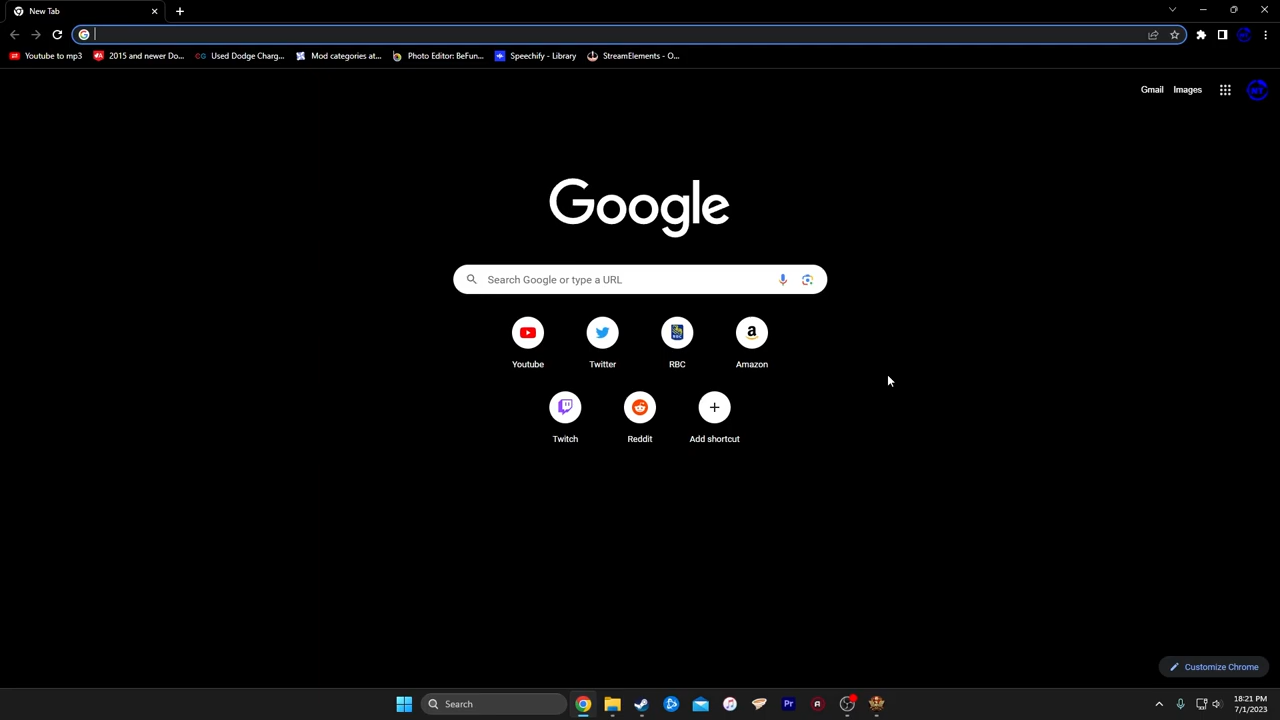 New Tab
Youtube to mp3
2015 and newer Do...
CG Used Dodge Charg...
Mod categories at...
Photo Editor: BeFun...
Speechify - Library
StreamElements - O...
Gmail Images
Google
Search Google or type a URL
Youtube Twitter RBC Amazon
Twitch Reddit Add shortcut
Customize Chrome
Search
Pr
18:21 PM
7/1/2023